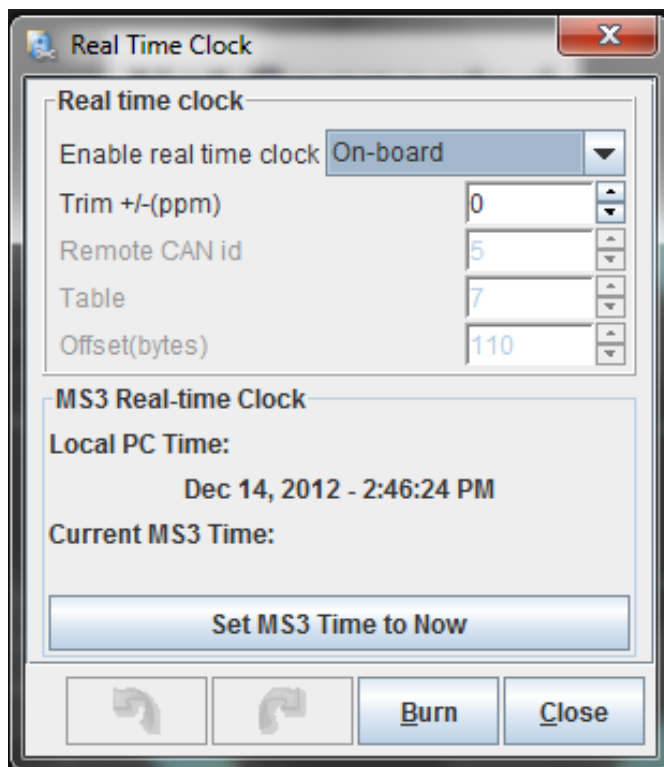 Real Time Clock
Real time clock
Enable real time clock On-board
Trim +/-(ppm) 0
Remote CAN id 5
Table 7
Offset(bytes) 110
MS3 Real-time Clock
Local PC Time:
Dec 14, 2012 - 2:46:24 PM
Current MS3 Time:
Set MS3 Time to Now
Burn Close